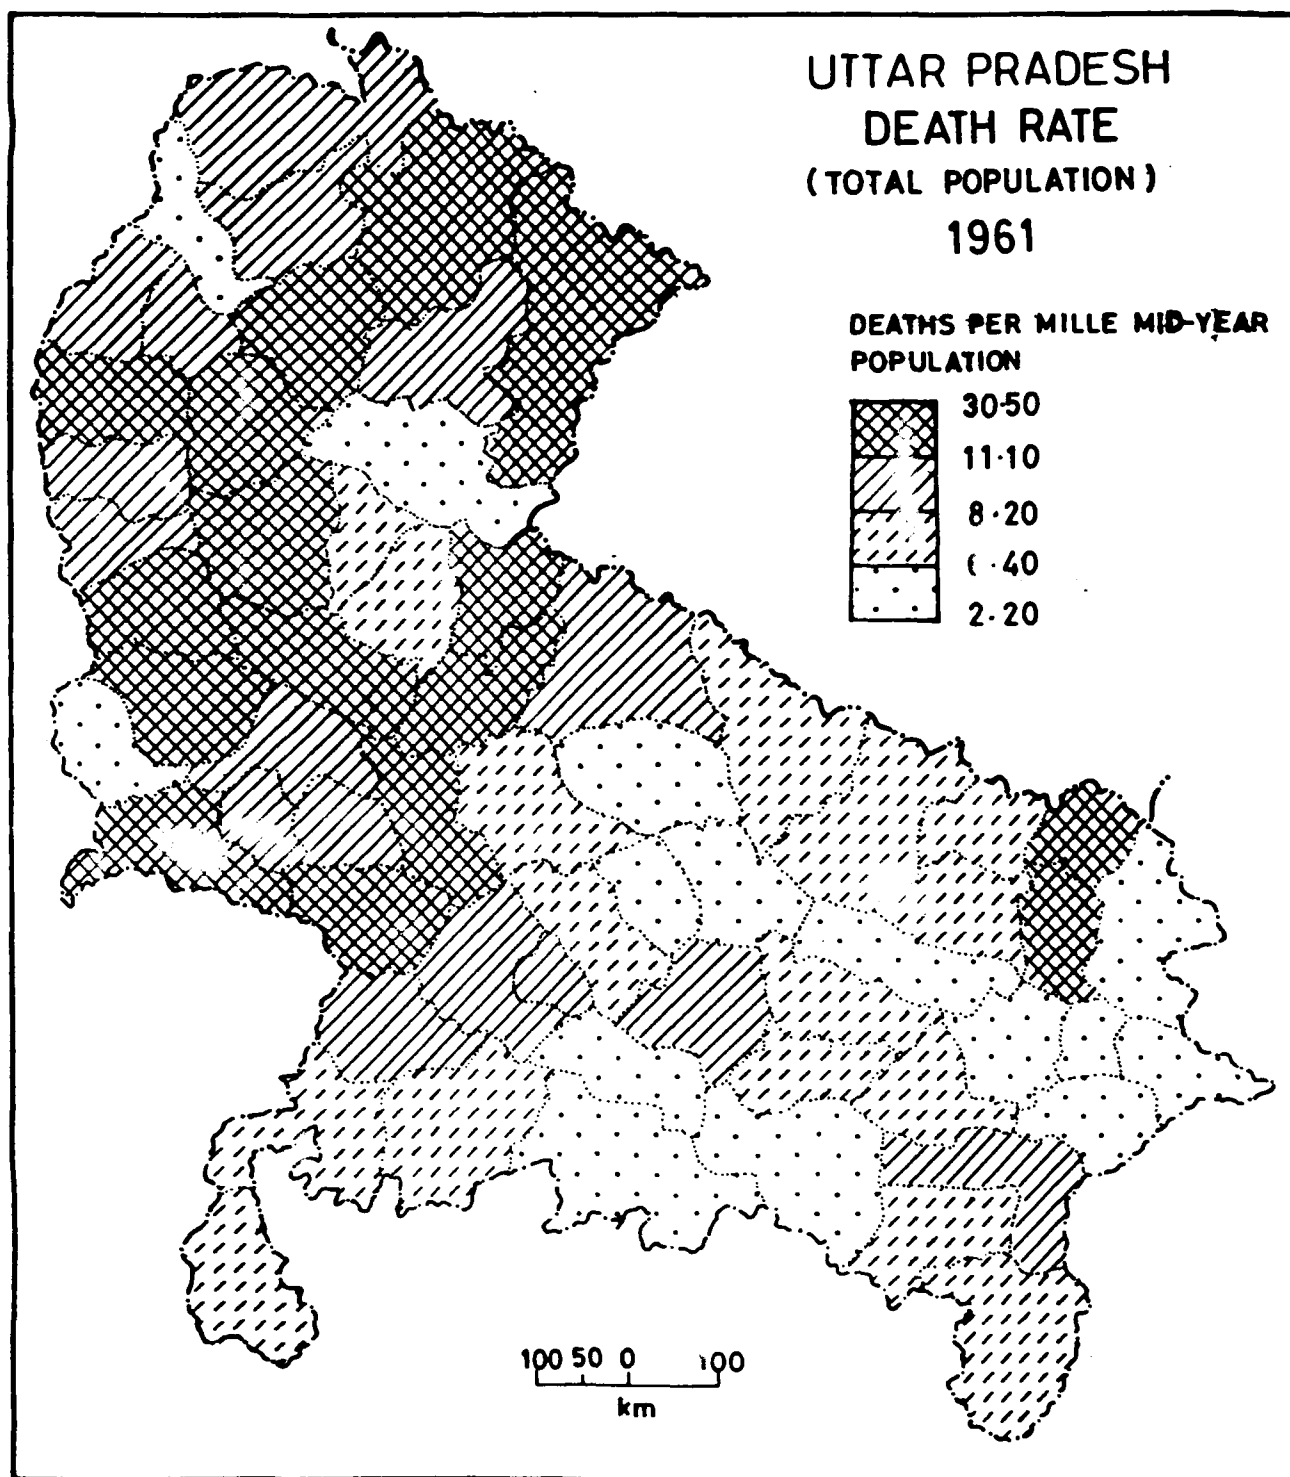 UTTAR PRADESH
DEATH RATE
(TOTAL POPULATION)
1961
DEATHS PER MILLE MID-YEAR
POPULATION
30·50
11·10
8·20
·40
2·20
100 50 0 100
km